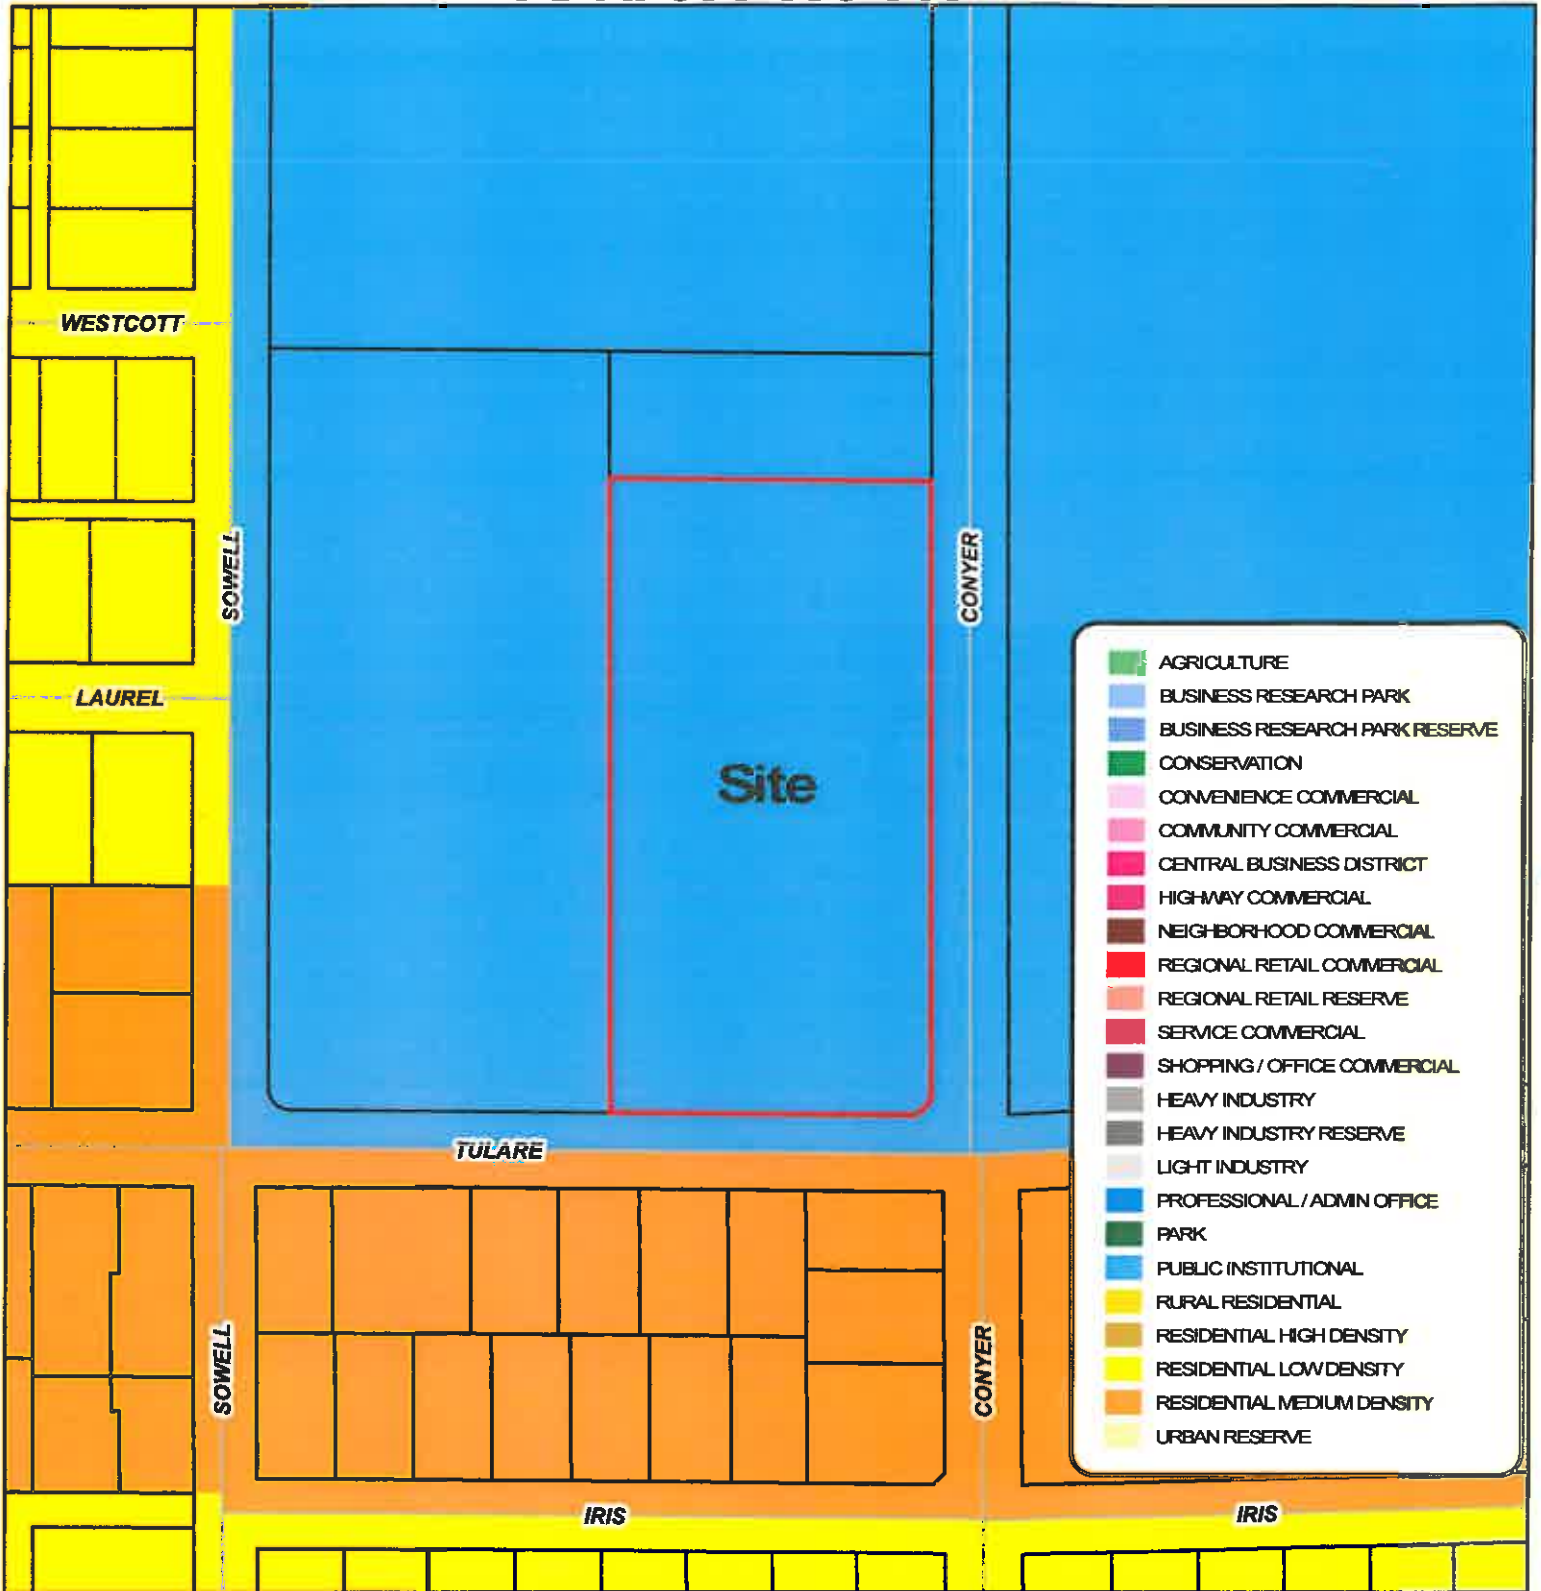 WESTCOTT
SOWELL
CONYER
LAUREL
Site
AGRICULTURE
BUSINESS RESEARCH PARK
BUSINESS RESEARCH PARK RESERVE
CONSERVATION
CONVENIENCE COMMERCIAL
COMMUNITY COMMERCIAL
CENTRAL BUSINESS DISTRICT
HIGHWAY COMMERCIAL
NEIGHBORHOOD COMMERCIAL
REGIONAL RETAIL COMMERCIAL
REGIONAL RETAIL RESERVE
SERVICE COMMERCIAL
SHOPPING / OFFICE COMMERCIAL
HEAVY INDUSTRY
HEAVY INDUSTRY RESERVE
LIGHT INDUSTRY
PROFESSIONAL / ADMIN OFFICE
PARK
PUBLIC INSTITUTIONAL
RURAL RESIDENTIAL
RESIDENTIAL HIGH DENSITY
RESIDENTIAL LOW DENSITY
RESIDENTIAL MEDIUM DENSITY
URBAN RESERVE
TULARE
SOWELL
CONYER
IRIS
IRIS